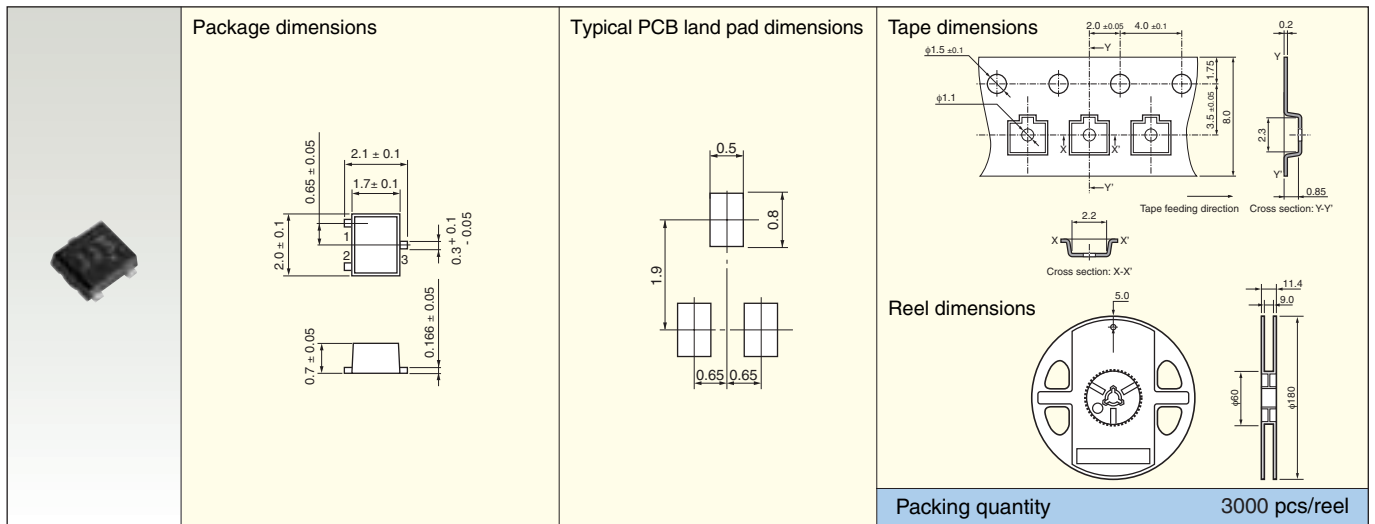 Package dimensions
2.1 ± 0.1
1.7± 0.1
0.65 ± 0.05
2.0 ± 0.1
1
2
3
0.3 + 0.1
- 0.05
0.7 ± 0.05
0.166 ± 0.05
Typical PCB land pad dimensions
0.5
0.8
1.9
0.65
0.65
Tape dimensions
2.0 ±0.05
4.0 ±0.1
φ1.5 ±0.1
φ1.1
Y
X
X'
Y'
1.75
3.5 ±0.05
8.0
Tape feeding direction
0.2
Y
2.3
Y'
0.85
Cross section: Y-Y'
2.2
X
X'
Cross section: X-X'
Reel dimensions
5.0
11.4
9.0
φ60
φ180
Packing quantity 3000 pcs/reel